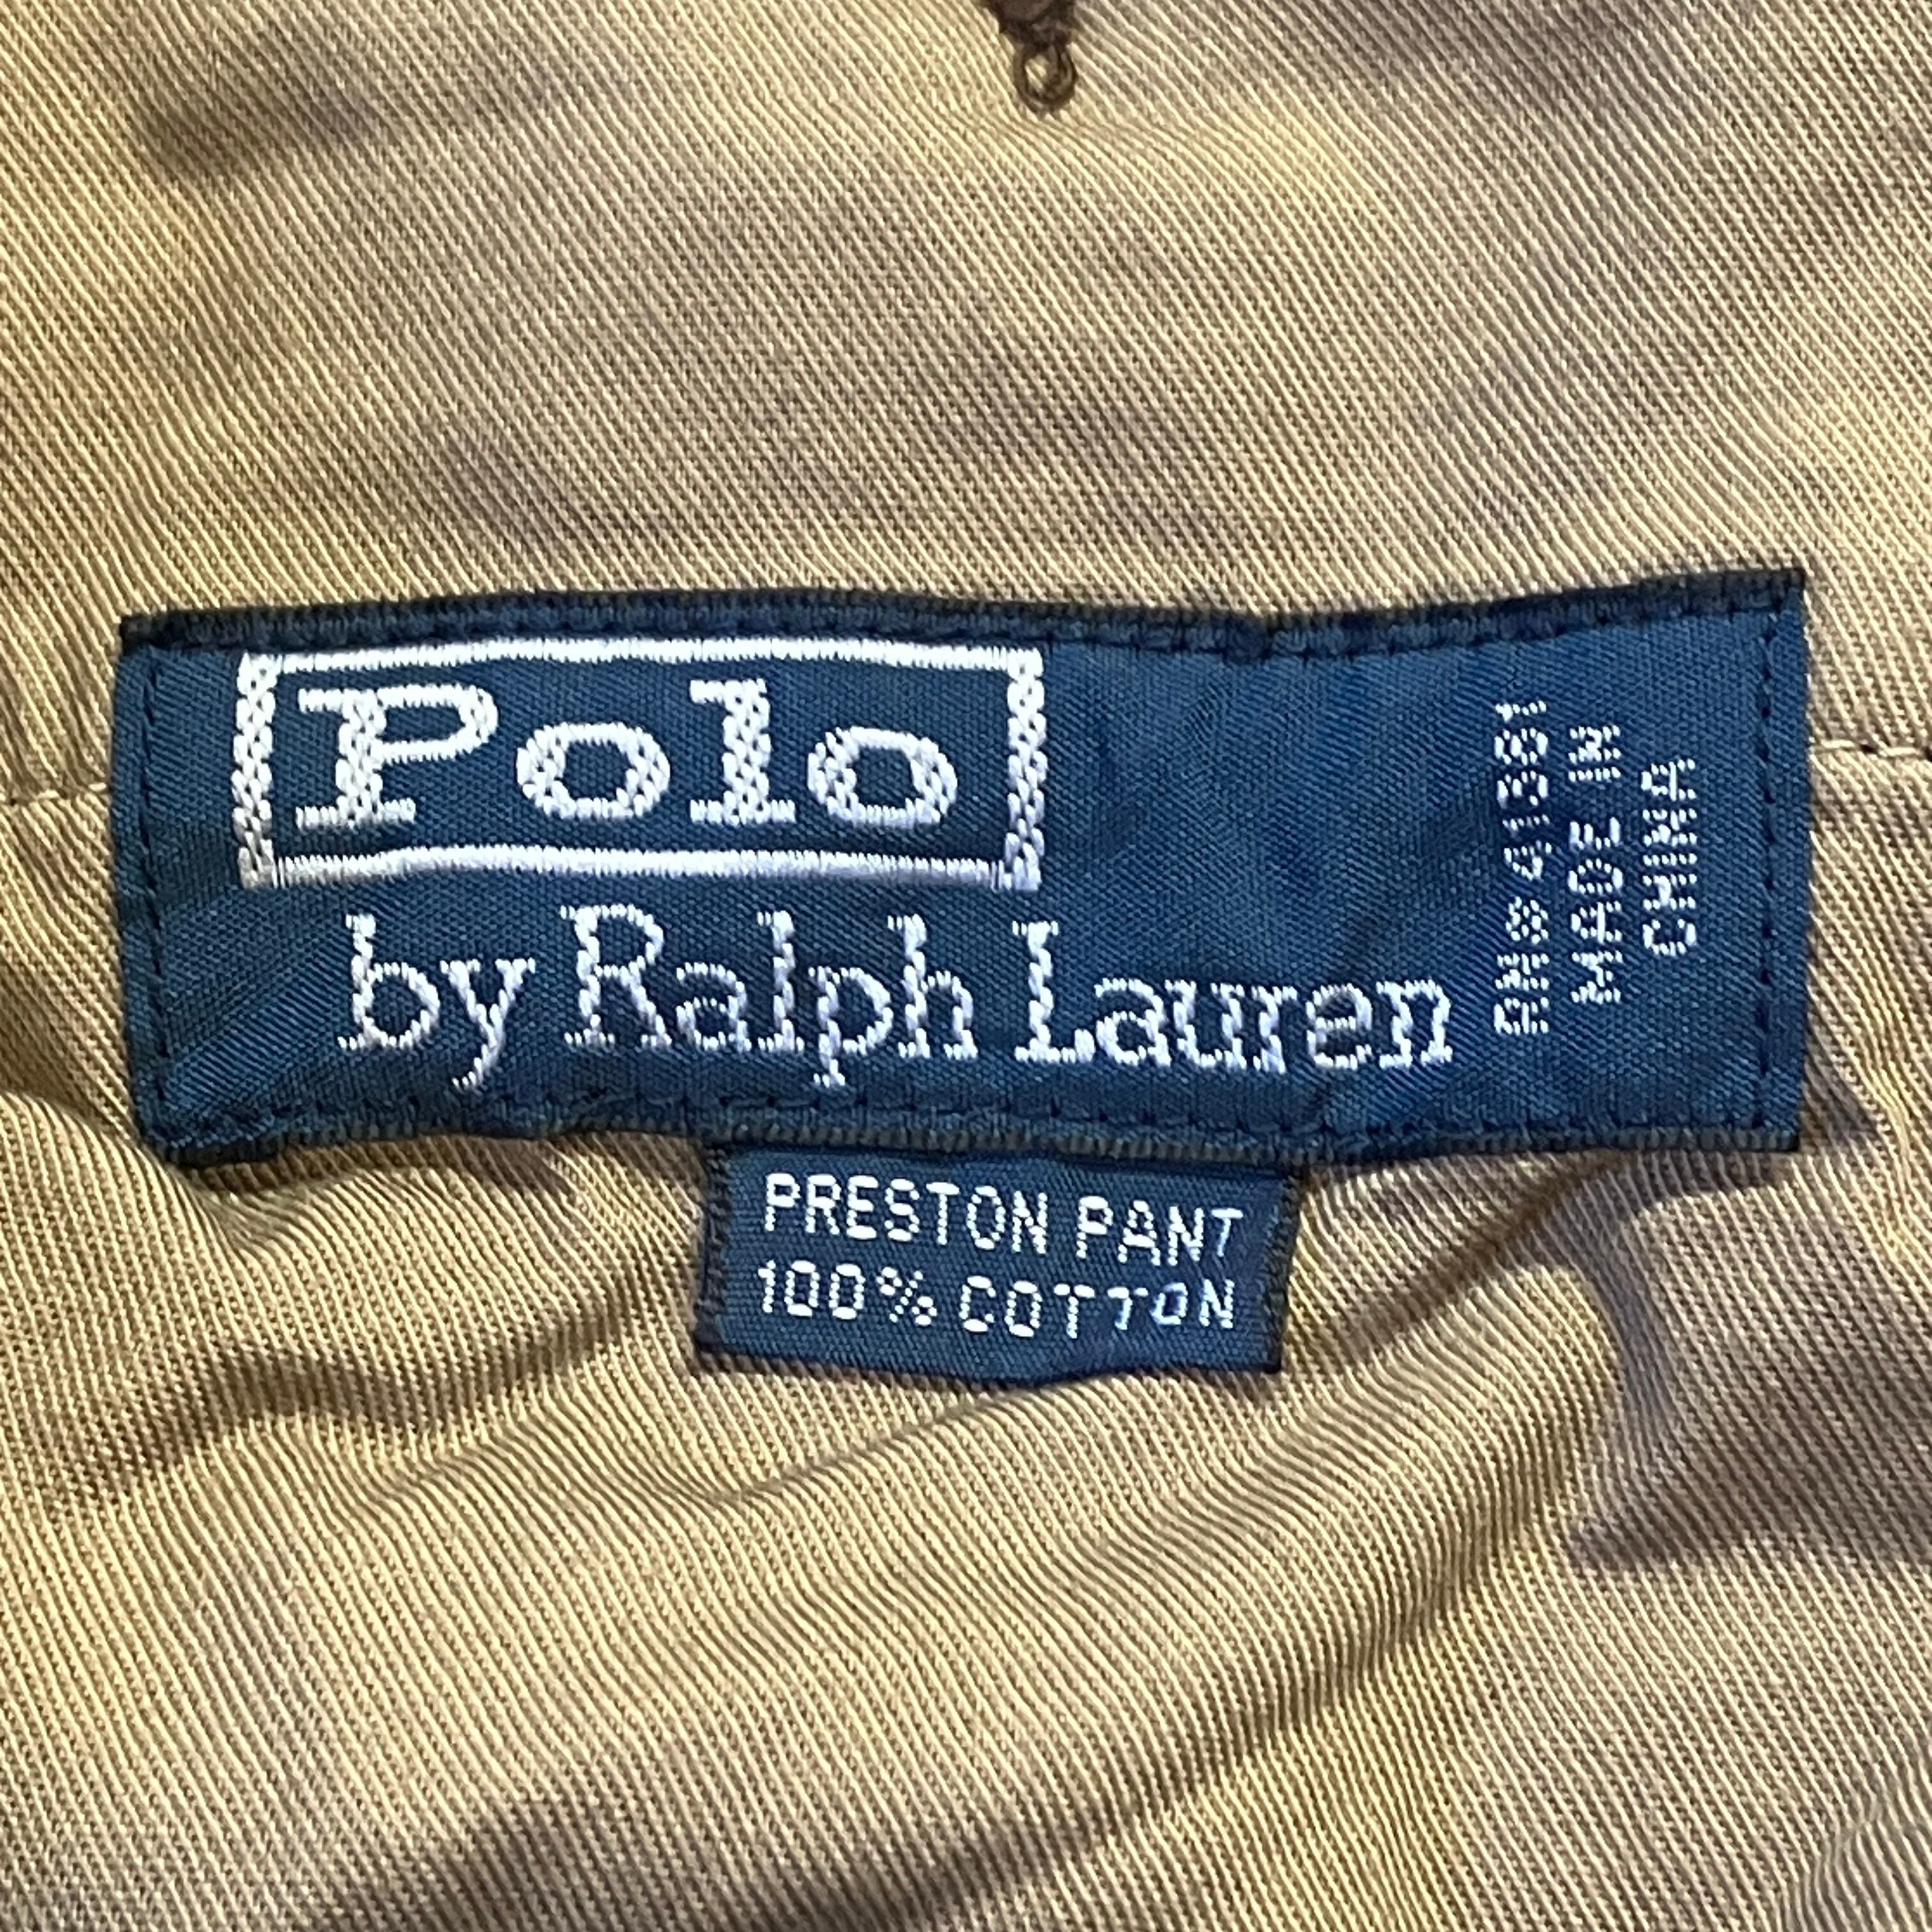 Polo
by Ralph Lauren
RN#41381
MADE IN
CHINA
PRESTON PANT
100% COTTON